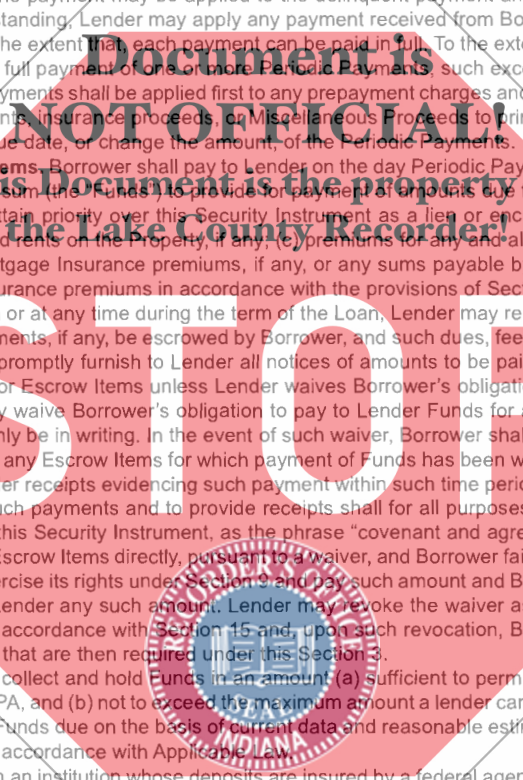 standing, Lender may apply any payment received from Bo
he extent that, each payment can be paid in full. To the exte
full payment of one or more Periodic Payments, such exc
yments shall be applied first to any prepayment charges and
nts, insurance proceeds, or Miscellaneous Proceeds to prin
ue date, or change the amount, of the Periodic Payments.
ems. Borrower shall pay to Lender on the day Periodic Pay
sum (the "Funds") to provide for payment of amounts due
tain priority over this Security Instrument as a lien or enc
d rents on the Property, if any; (c) premiums for any and al
tgage Insurance premiums, if any, or any sums payable b
urance premiums in accordance with the provisions of Sec
or at any time during the term of the Loan, Lender may re
ments, if any, be escrowed by Borrower, and such dues, fee
promptly furnish to Lender all notices of amounts to be pai
or Escrow Items unless Lender waives Borrower's obligati
y waive Borrower's obligation to pay to Lender Funds for
nly be in writing. In the event of such waiver, Borrower shal
any Escrow Items for which payment of Funds has been w
er receipts evidencing such payment within such time perio
uch payments and to provide receipts shall for all purposes
this Security Instrument, as the phrase "covenant and agre
Escrow Items directly, pursuant to a waiver, and Borrower fai
ercise its rights under Section 9 and pay such amount and B
Lender any such amount. Lender may revoke the waiver a
accordance with Section 15 and, upon such revocation, B
that are then required under this Section 3.
collect and hold Funds in an amount (a) sufficient to perm
PA, and (b) not to exceed the maximum amount a lender can
Funds due on the basis of current data and reasonable esti
accordance with Applicable Law.
an institution whose deposits are insured by a federal age
Document is
NOT OFFICIAL!
is Document is the property
the Lake County Recorder!
STOP
RECORDER'S OFFICE
SEAL
INDIANA